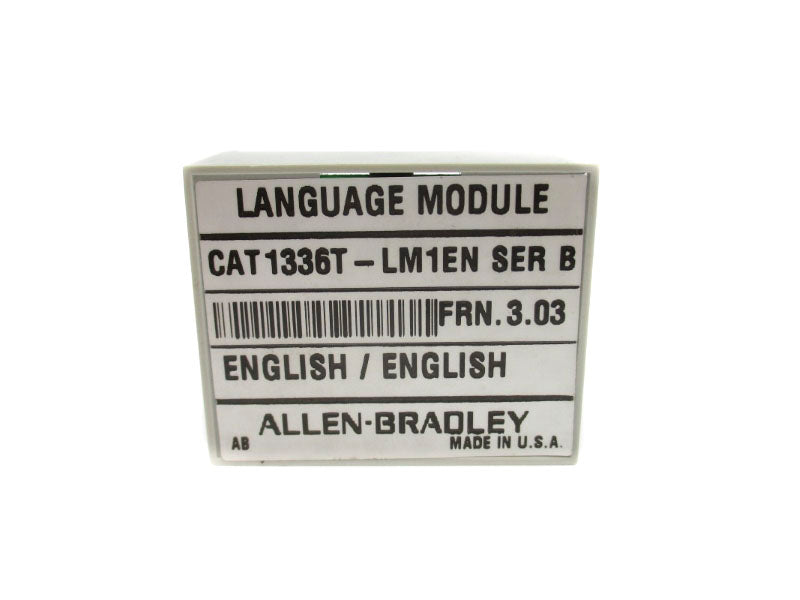 LANGUAGE MODULE
CAT 1336T - LM1EN SER B
FRN. 3.03
ENGLISH / ENGLISH
ALLEN-BRADLEY
AB MADE IN U.S.A.